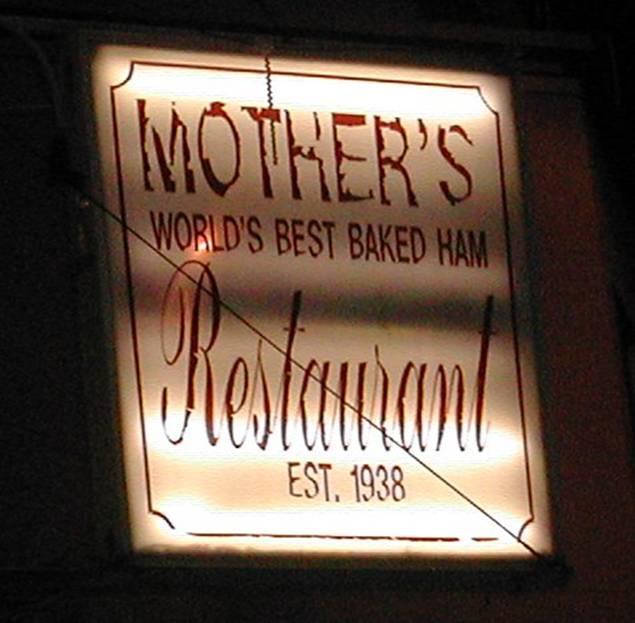 MOTHER'S
WORLD'S BEST BAKED HAM
Restaurant
EST. 1938